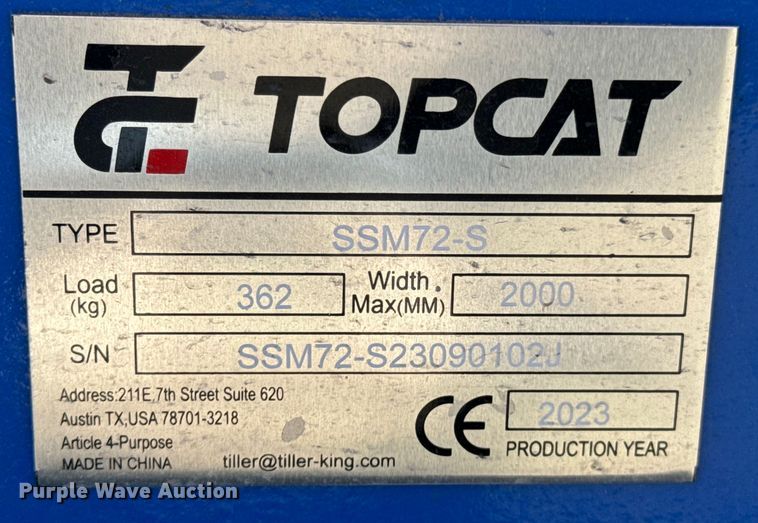 TOPCAT
TYPE SSM72-S
Load (kg) 362 Width Max(MM) 2000
S/N SSM72-S23090102J
Address:211E,7th Street Suite 620
Austin TX,USA 78701-3218
Article 4-Purpose
MADE IN CHINA tiller@tiller-king.com
CE 2023
PRODUCTION YEAR
Purple Wave Auction